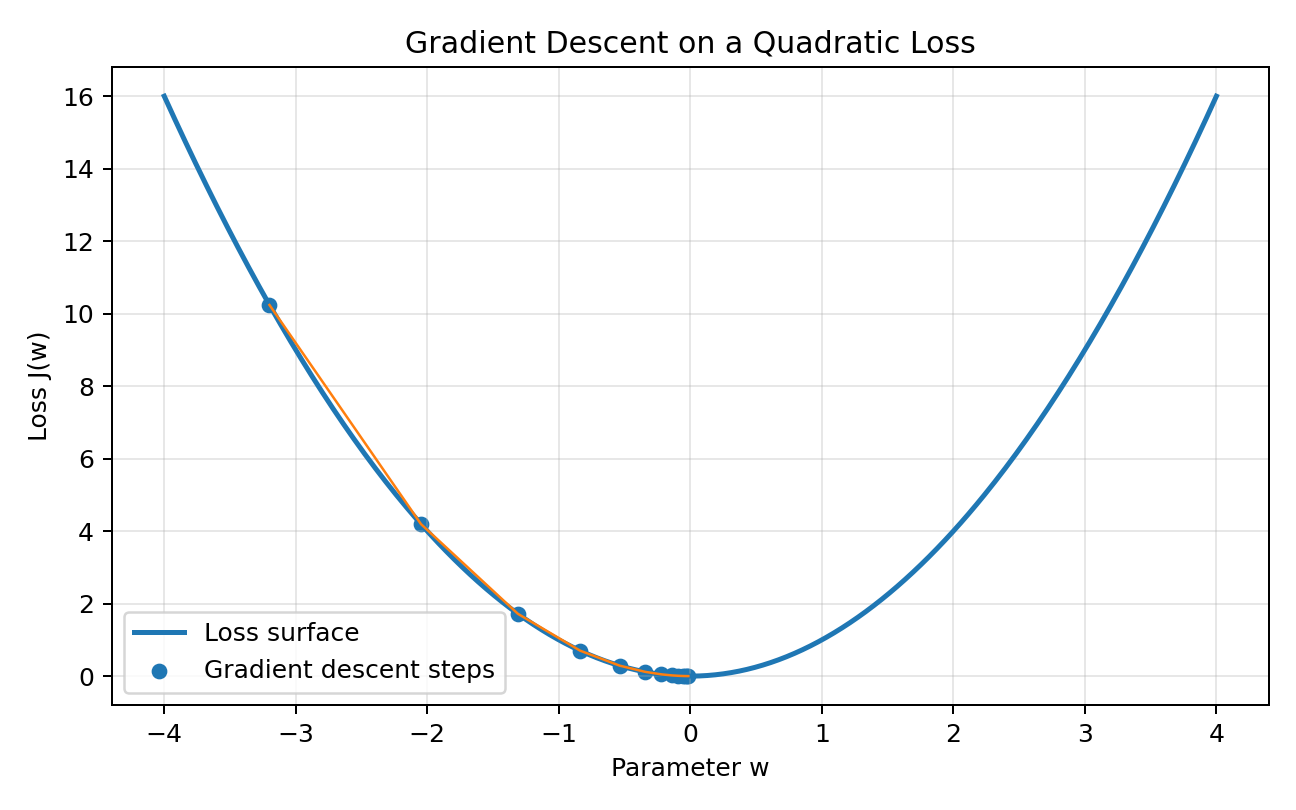 Gradient Descent on a Quadratic Loss
16
14
12
10
8
6
4
2
0
Loss J(w)
Loss surface
Gradient descent steps
−4 −3 −2 −1 0 1 2 3 4
Parameter w